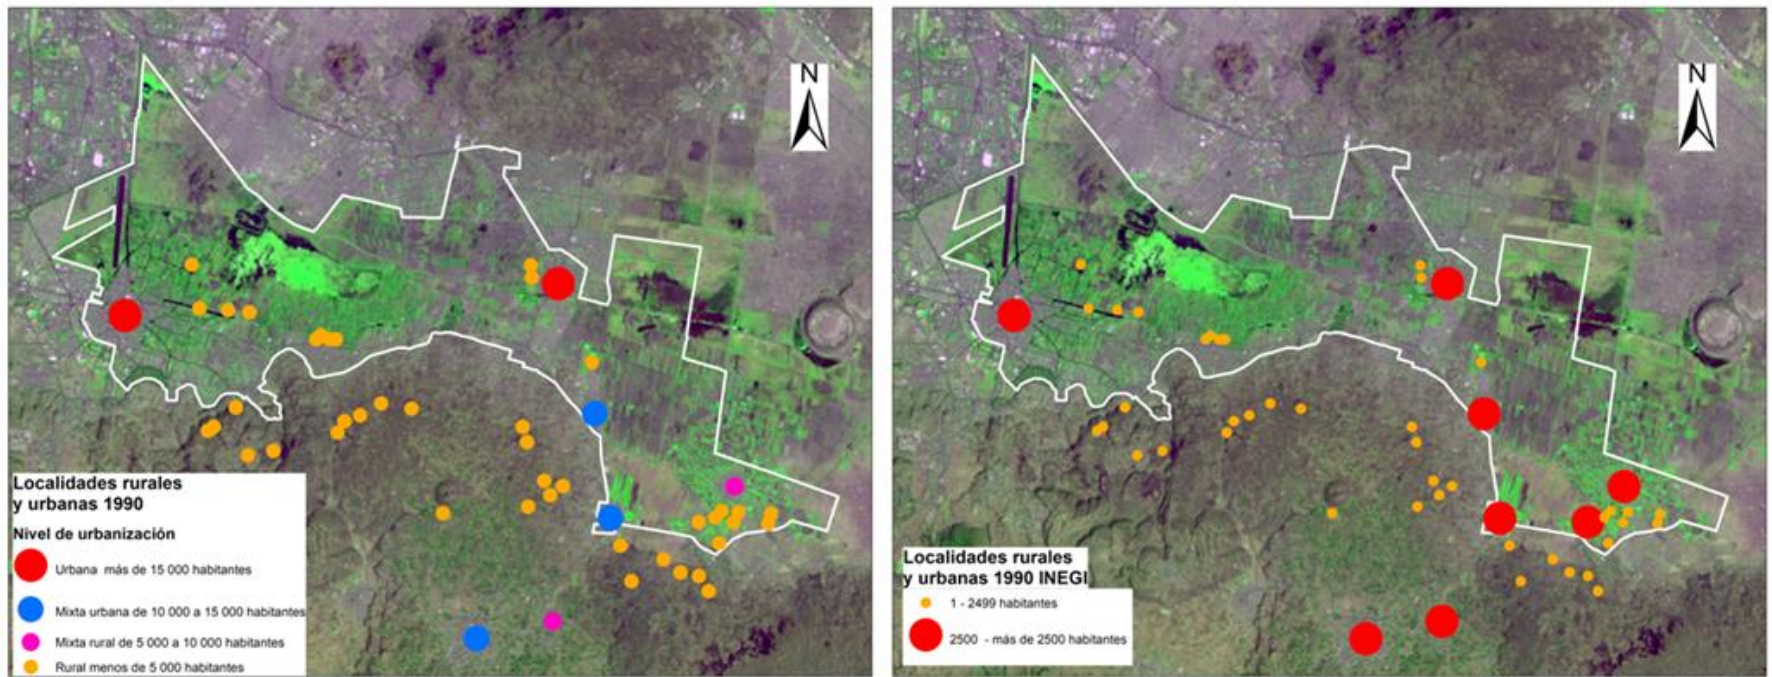 N
Localidades rurales
y urbanas 1990
Nivel de urbanización
Urbana más de 15 000 habitantes
Mixta urbana de 10 000 a 15 000 habitantes
Mixta rural de 5 000 a 10 000 habitantes
Rural menos de 5 000 habitantes
N
Localidades rurales
y urbanas 1990 INEGI
1 - 2499 habitantes
2500 - más de 2500 habitantes